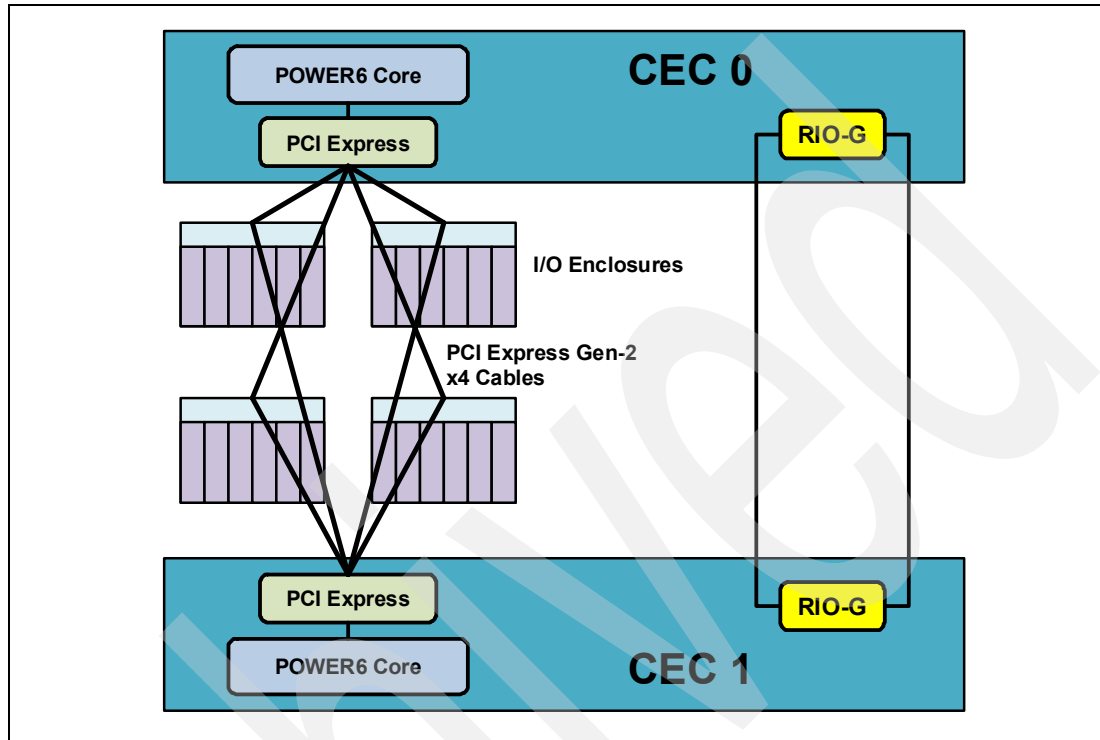 POWER6 Core
CEC 0
PCI Express
RIO-G
I/O Enclosures
PCI Express Gen-2
x4 Cables
PCI Express
RIO-G
POWER6 Core
CEC 1
hived